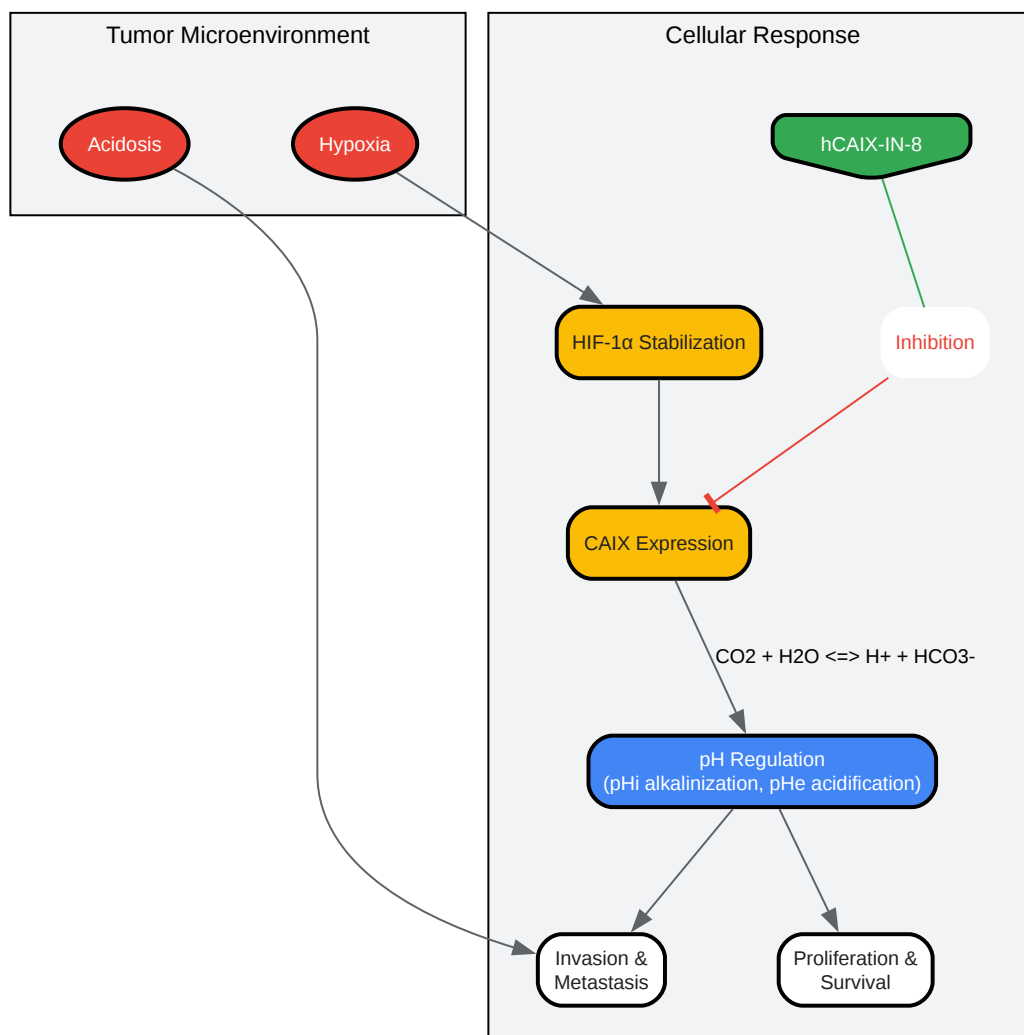 Tumor Microenvironment
Cellular Response
Acidosis
Hypoxia
hCAIX-IN-8
HIF-1α Stabilization
Inhibition
CAIX Expression
CO2 + H2O <=> H+ + HCO3-
pH Regulation
(pHi alkalinization, pHe acidification)
Invasion &
Metastasis
Proliferation &
Survival